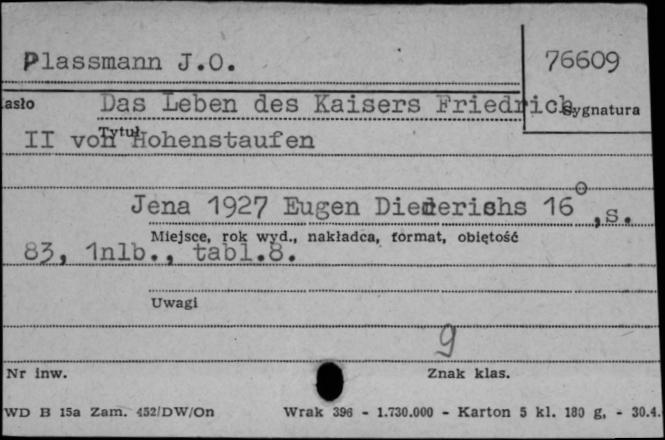 Plassmann J.O.
76609
asło Das Leben des Kaisers Friedrich
Sygnatura
Tytuł
II von Hohenstaufen
Jena 1927 Eugen Diederichs 16°, s.
Miejsce, rok wyd., nakładca, format, objętość
83, 1nlb., tabl.8.
Uwagi
9
Nr inw.
Znak klas.
WD B 15a Zam. 452/DW/On Wrak 396 - 1.730.000 - Karton 5 kl. 180 g. - 30.4.